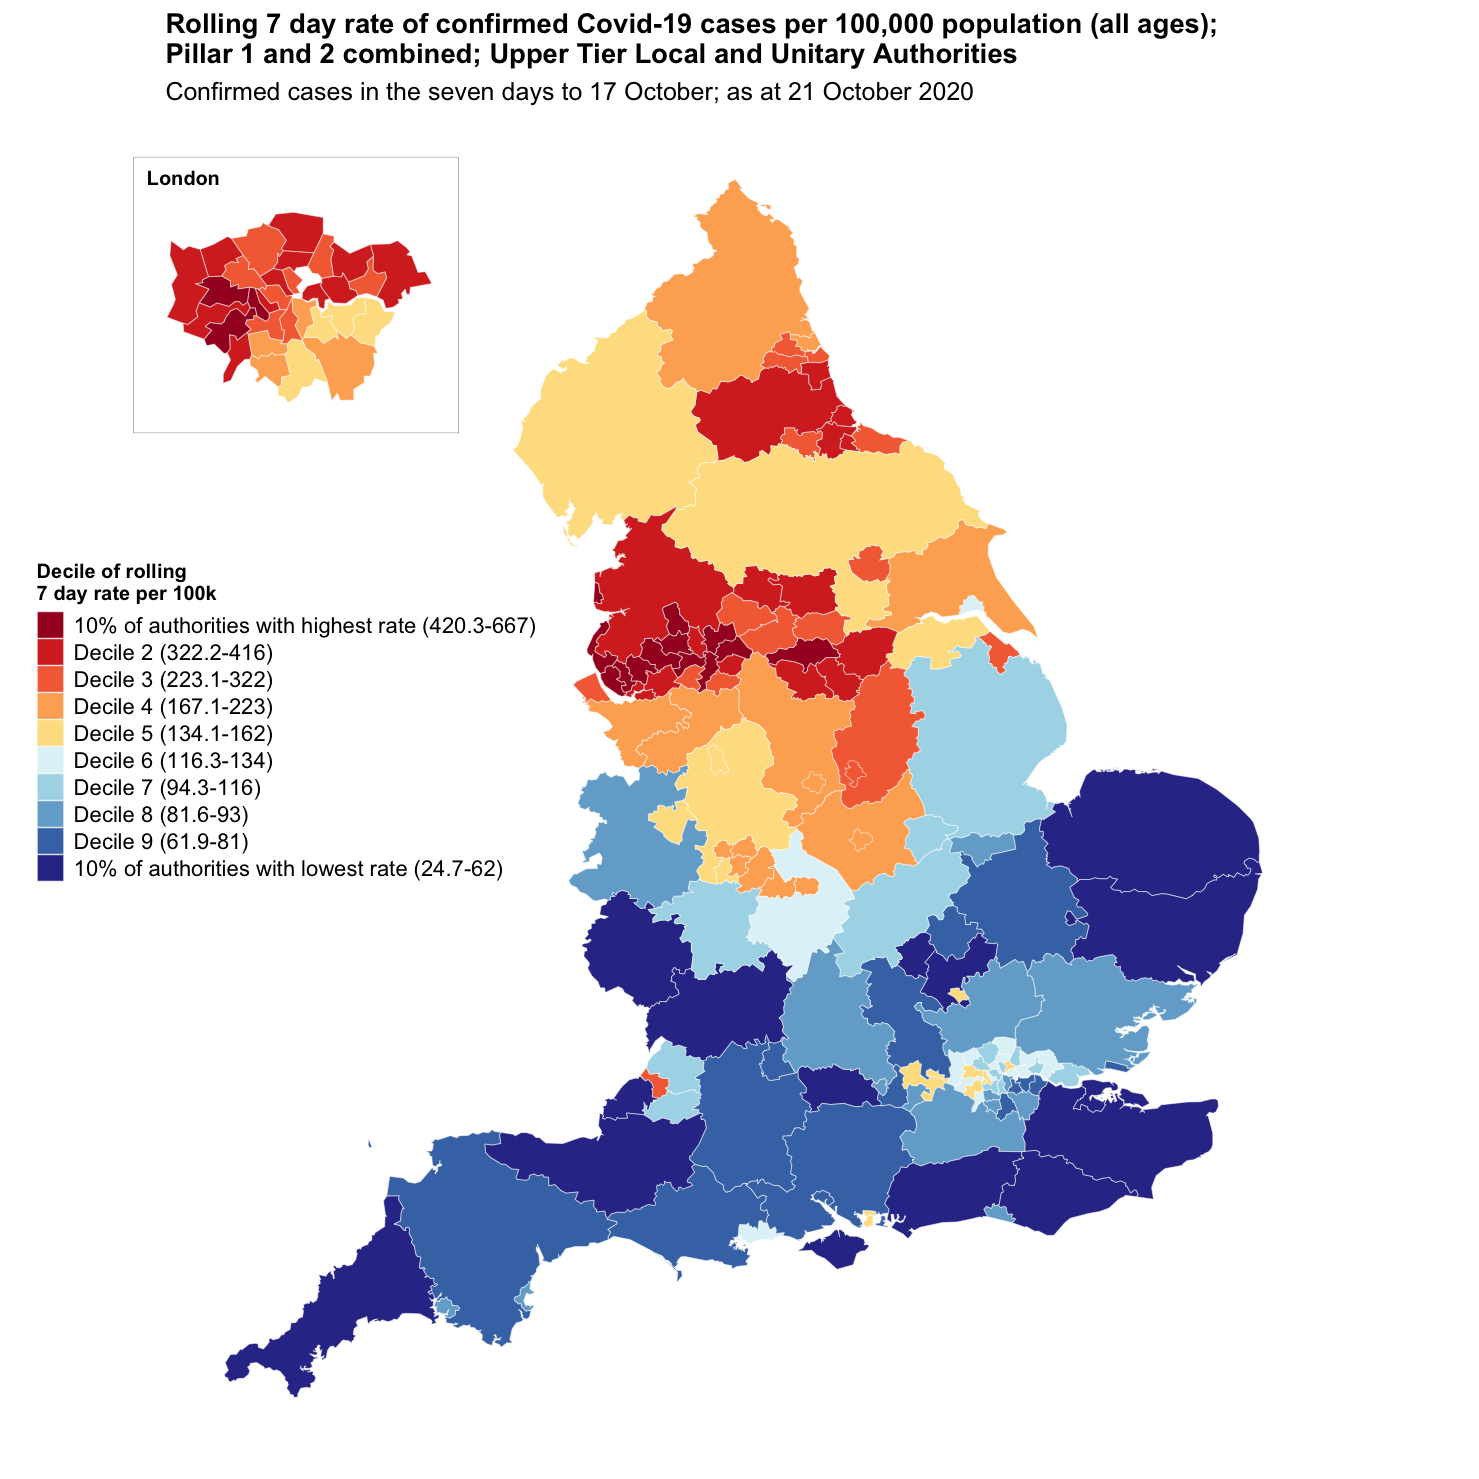 Rolling 7 day rate of confirmed Covid-19 cases per 100,000 population (all ages);
Pillar 1 and 2 combined; Upper Tier Local and Unitary Authorities
Confirmed cases in the seven days to 17 October; as at 21 October 2020
London
Decile of rolling
7 day rate per 100k
10% of authorities with highest rate (420.3-667)
Decile 2 (322.2-416)
Decile 3 (223.1-322)
Decile 4 (167.1-223)
Decile 5 (134.1-162)
Decile 6 (116.3-134)
Decile 7 (94.3-116)
Decile 8 (81.6-93)
Decile 9 (61.9-81)
10% of authorities with lowest rate (24.7-62)